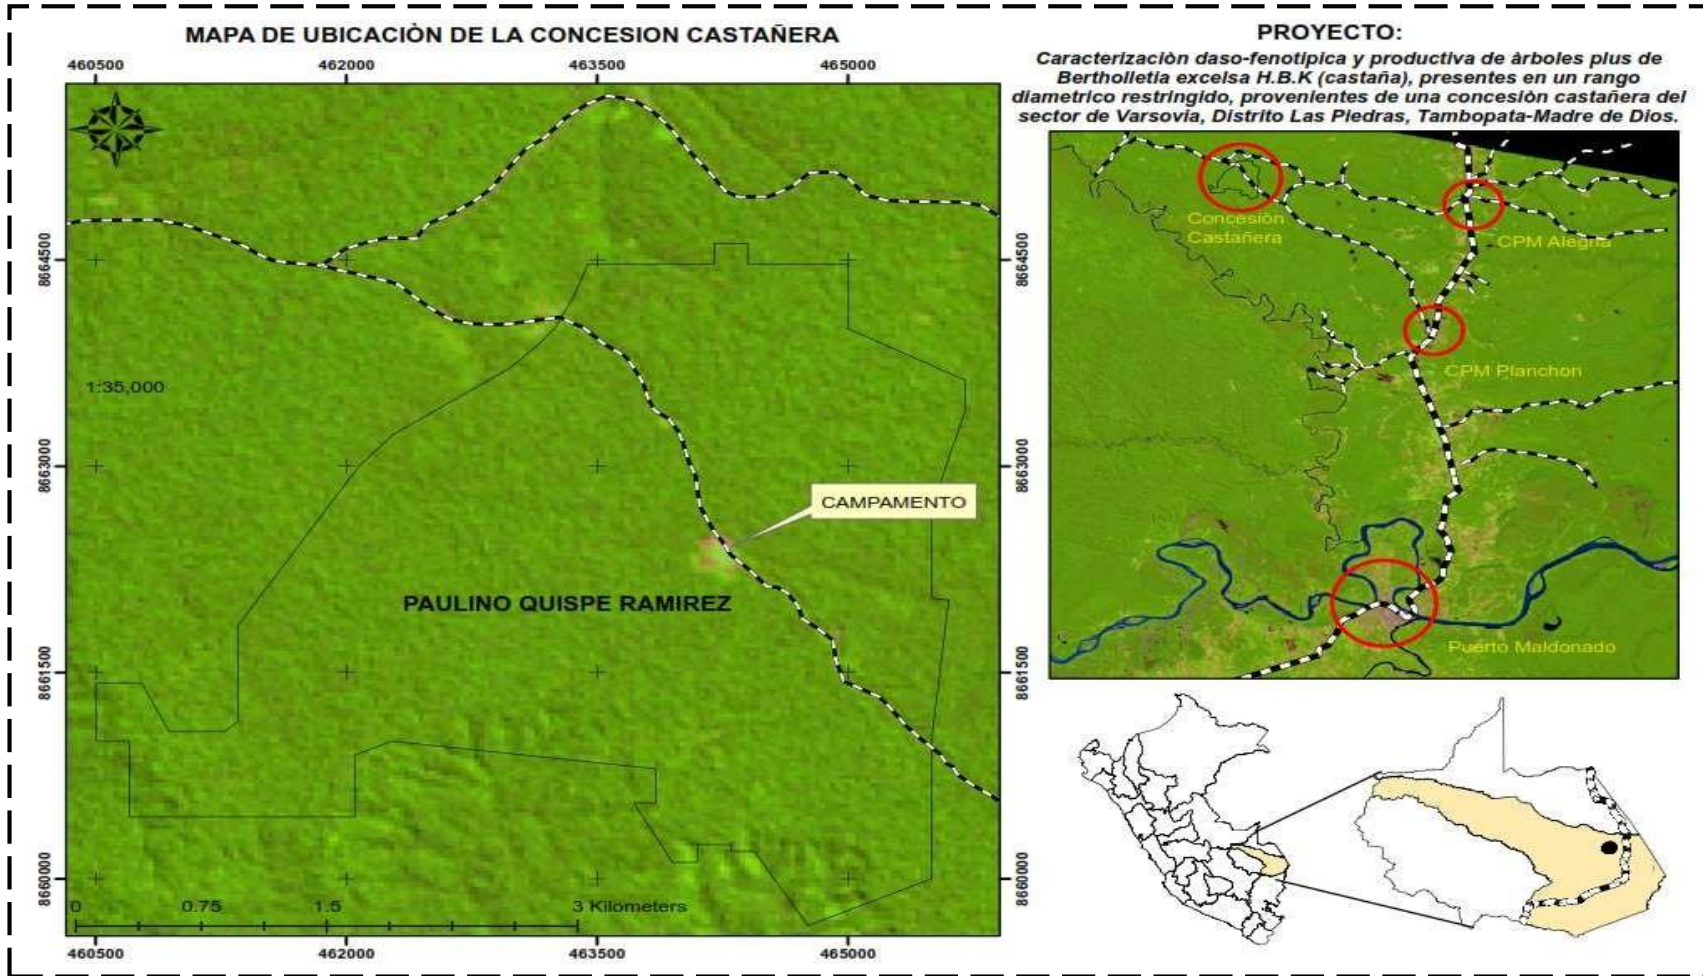 MAPA DE UBICACIÒN DE LA CONCESION CASTAÑERA
460500 462000 463500 465000
8664500
8663000
8661500
8660000
8664500
8663000
8661500
8660000
1:35,000
CAMPAMENTO
PAULINO QUISPE RAMIREZ
0 0.75 1.5 3 Kilometers
460500 462000 463500 465000
PROYECTO:
Caracterizaciòn daso-fenotipica y productiva de àrboles plus de
Bertholletia excelsa H.B.K (castaña), presentes en un rango
diametrico restringido, provenientes de una concesiòn castañera del
sector de Varsovia, Distrito Las Piedras, Tambopata-Madre de Dios.
Concesiòn
Castañera
CPM Alegria
CPM Planchon
Puerto Maldonado